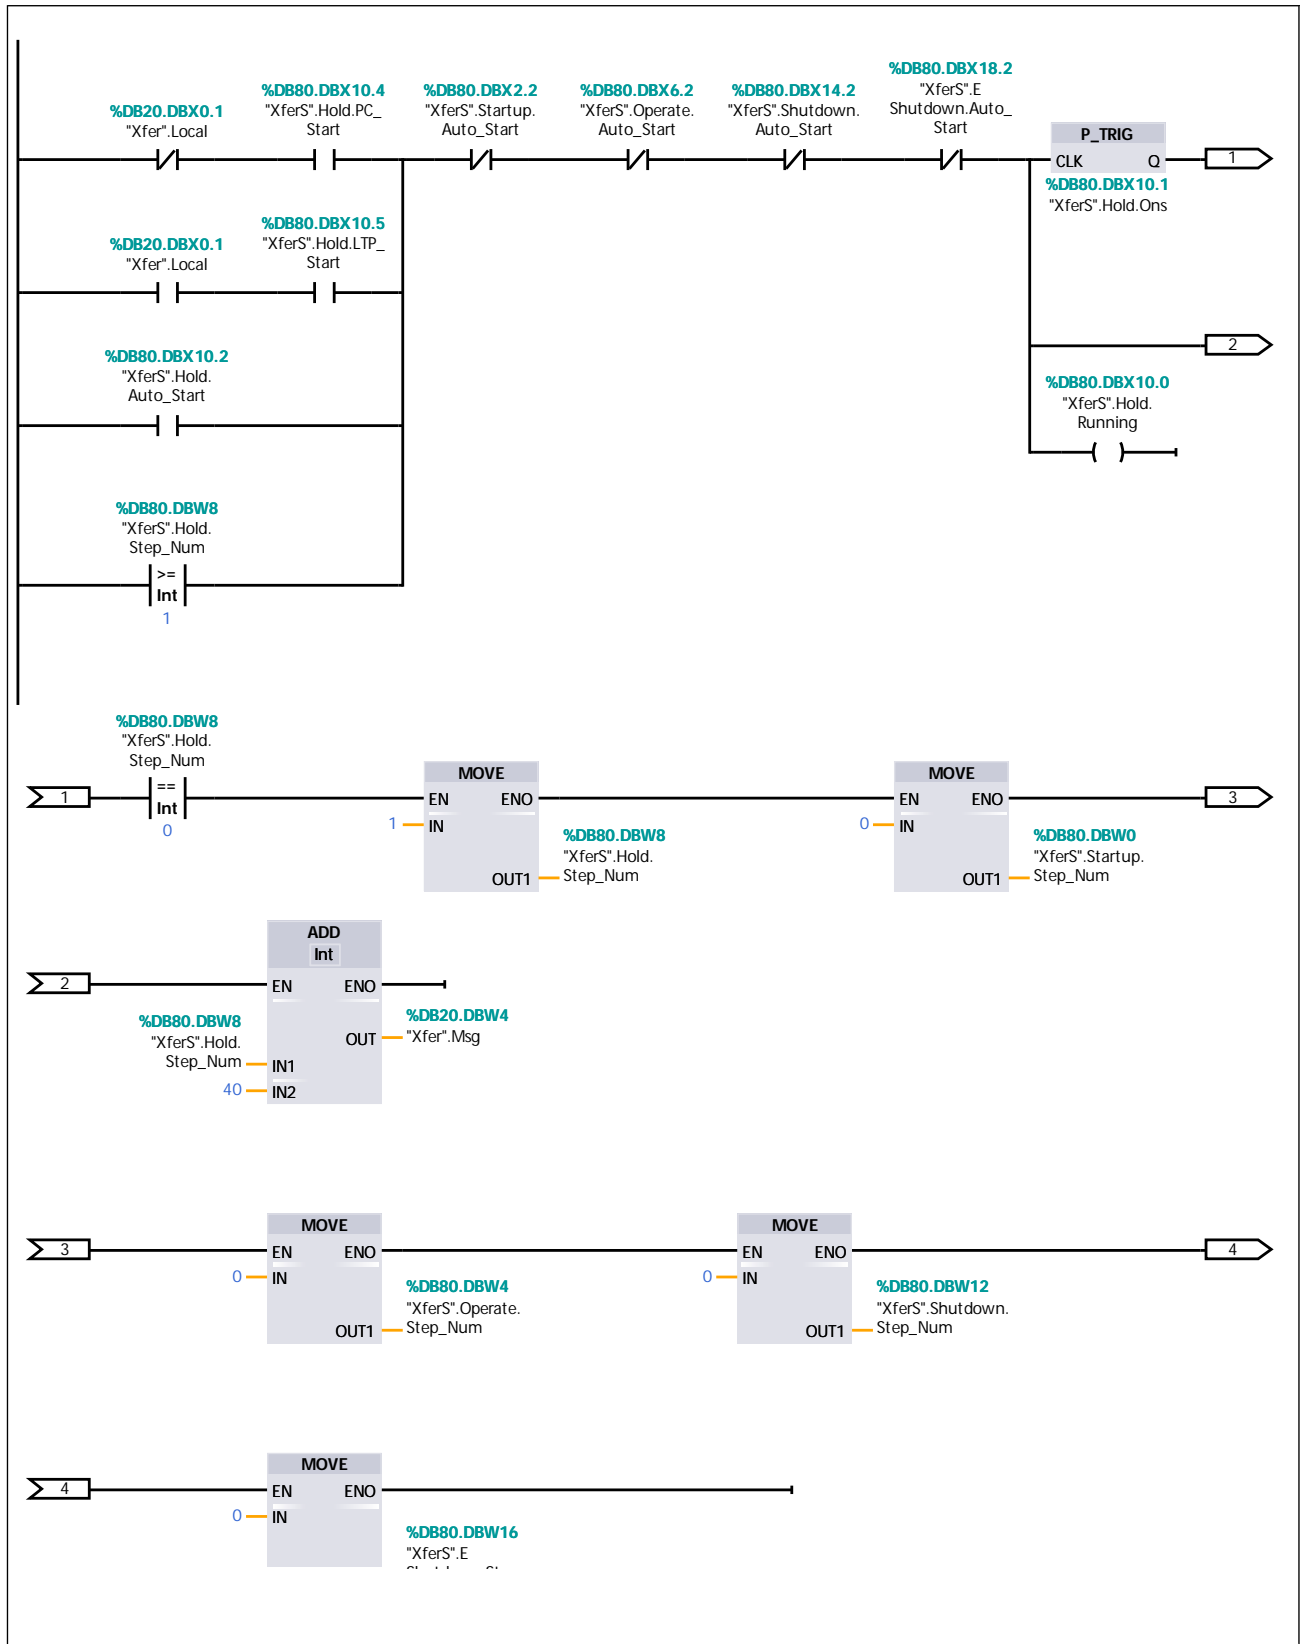 %DB20.DBX0.1
"Xfer".Local
%DB80.DBX10.4
"XferS".Hold.PC_
Start
%DB80.DBX2.2
"XferS".Startup.
Auto_Start
%DB80.DBX6.2
"XferS".Operate.
Auto_Start
%DB80.DBX14.2
"XferS".Shutdown.
Auto_Start
%DB80.DBX18.2
"XferS".E
Shutdown.Auto_
Start
P_TRIG
CLK Q
%DB80.DBX10.1
"XferS".Hold.Ons
1
%DB20.DBX0.1
"Xfer".Local
%DB80.DBX10.5
"XferS".Hold.LTP_
Start
2
%DB80.DBX10.2
"XferS".Hold.
Auto_Start
%DB80.DBX10.0
"XferS".Hold.
Running
%DB80.DBW8
"XferS".Hold.
Step_Num
>=
Int
1
1
%DB80.DBW8
"XferS".Hold.
Step_Num
==
Int
0
MOVE
EN ENO
1 IN
OUT1
%DB80.DBW8
"XferS".Hold.
Step_Num
MOVE
EN ENO
0 IN
OUT1
%DB80.DBW0
"XferS".Startup.
Step_Num
3
2
ADD
Int
EN ENO
%DB80.DBW8
"XferS".Hold.
Step_Num IN1
40 IN2
OUT
%DB20.DBW4
"Xfer".Msg
3
MOVE
EN ENO
0 IN
OUT1
%DB80.DBW4
"XferS".Operate.
Step_Num
MOVE
EN ENO
0 IN
OUT1
%DB80.DBW12
"XferS".Shutdown.
Step_Num
4
4
MOVE
EN ENO
0 IN
%DB80.DBW16
"XferS".E